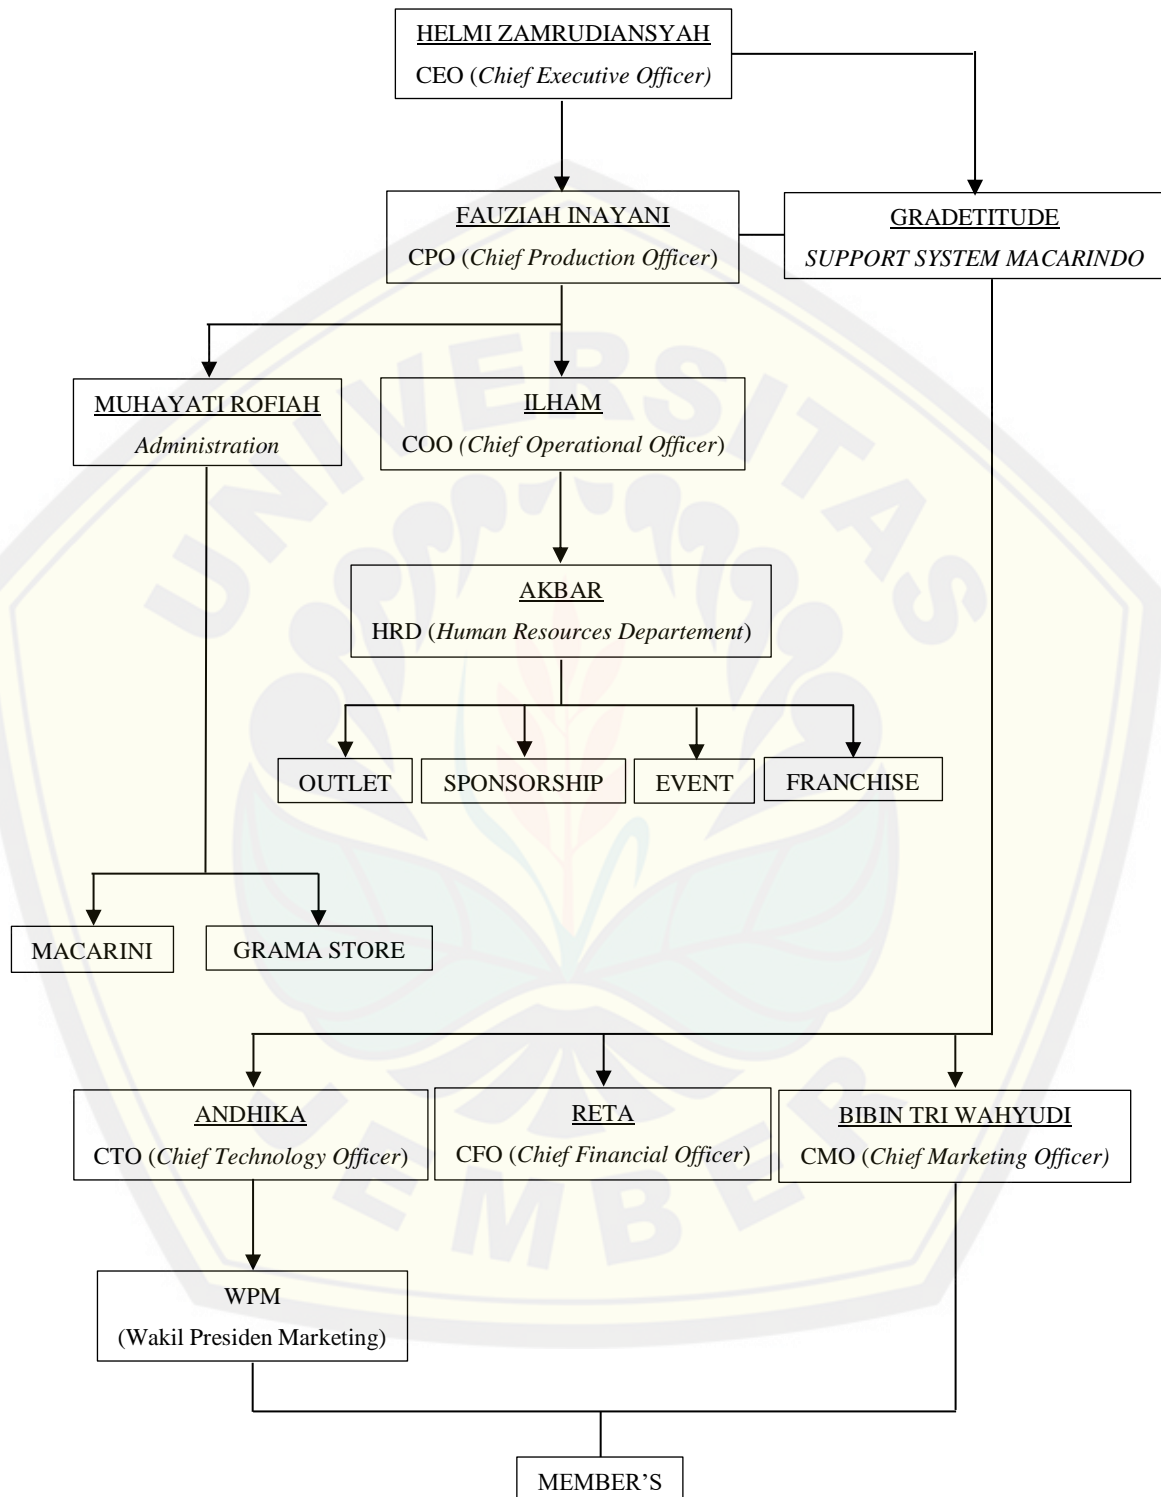 HELMI ZAMRUDIANSYAH
CEO (Chief Executive Officer)
FAUZIAH INAYANI
CPO (Chief Production Officer)
GRADETITUDE
SUPPORT SYSTEM MACARINDO
MUHAYATI ROFIAH
Administration
ILHAM
COO (Chief Operational Officer)
AKBAR
HRD (Human Resources Departement)
OUTLET
SPONSORSHIP
EVENT
FRANCHISE
MACARINI
GRAMA STORE
ANDHIKA
CTO (Chief Technology Officer)
RETA
CFO (Chief Financial Officer)
BIBIN TRI WAHYUDI
CMO (Chief Marketing Officer)
WPM
(Wakil Presiden Marketing)
MEMBER’S
UNIVERSITAS
JEMBER